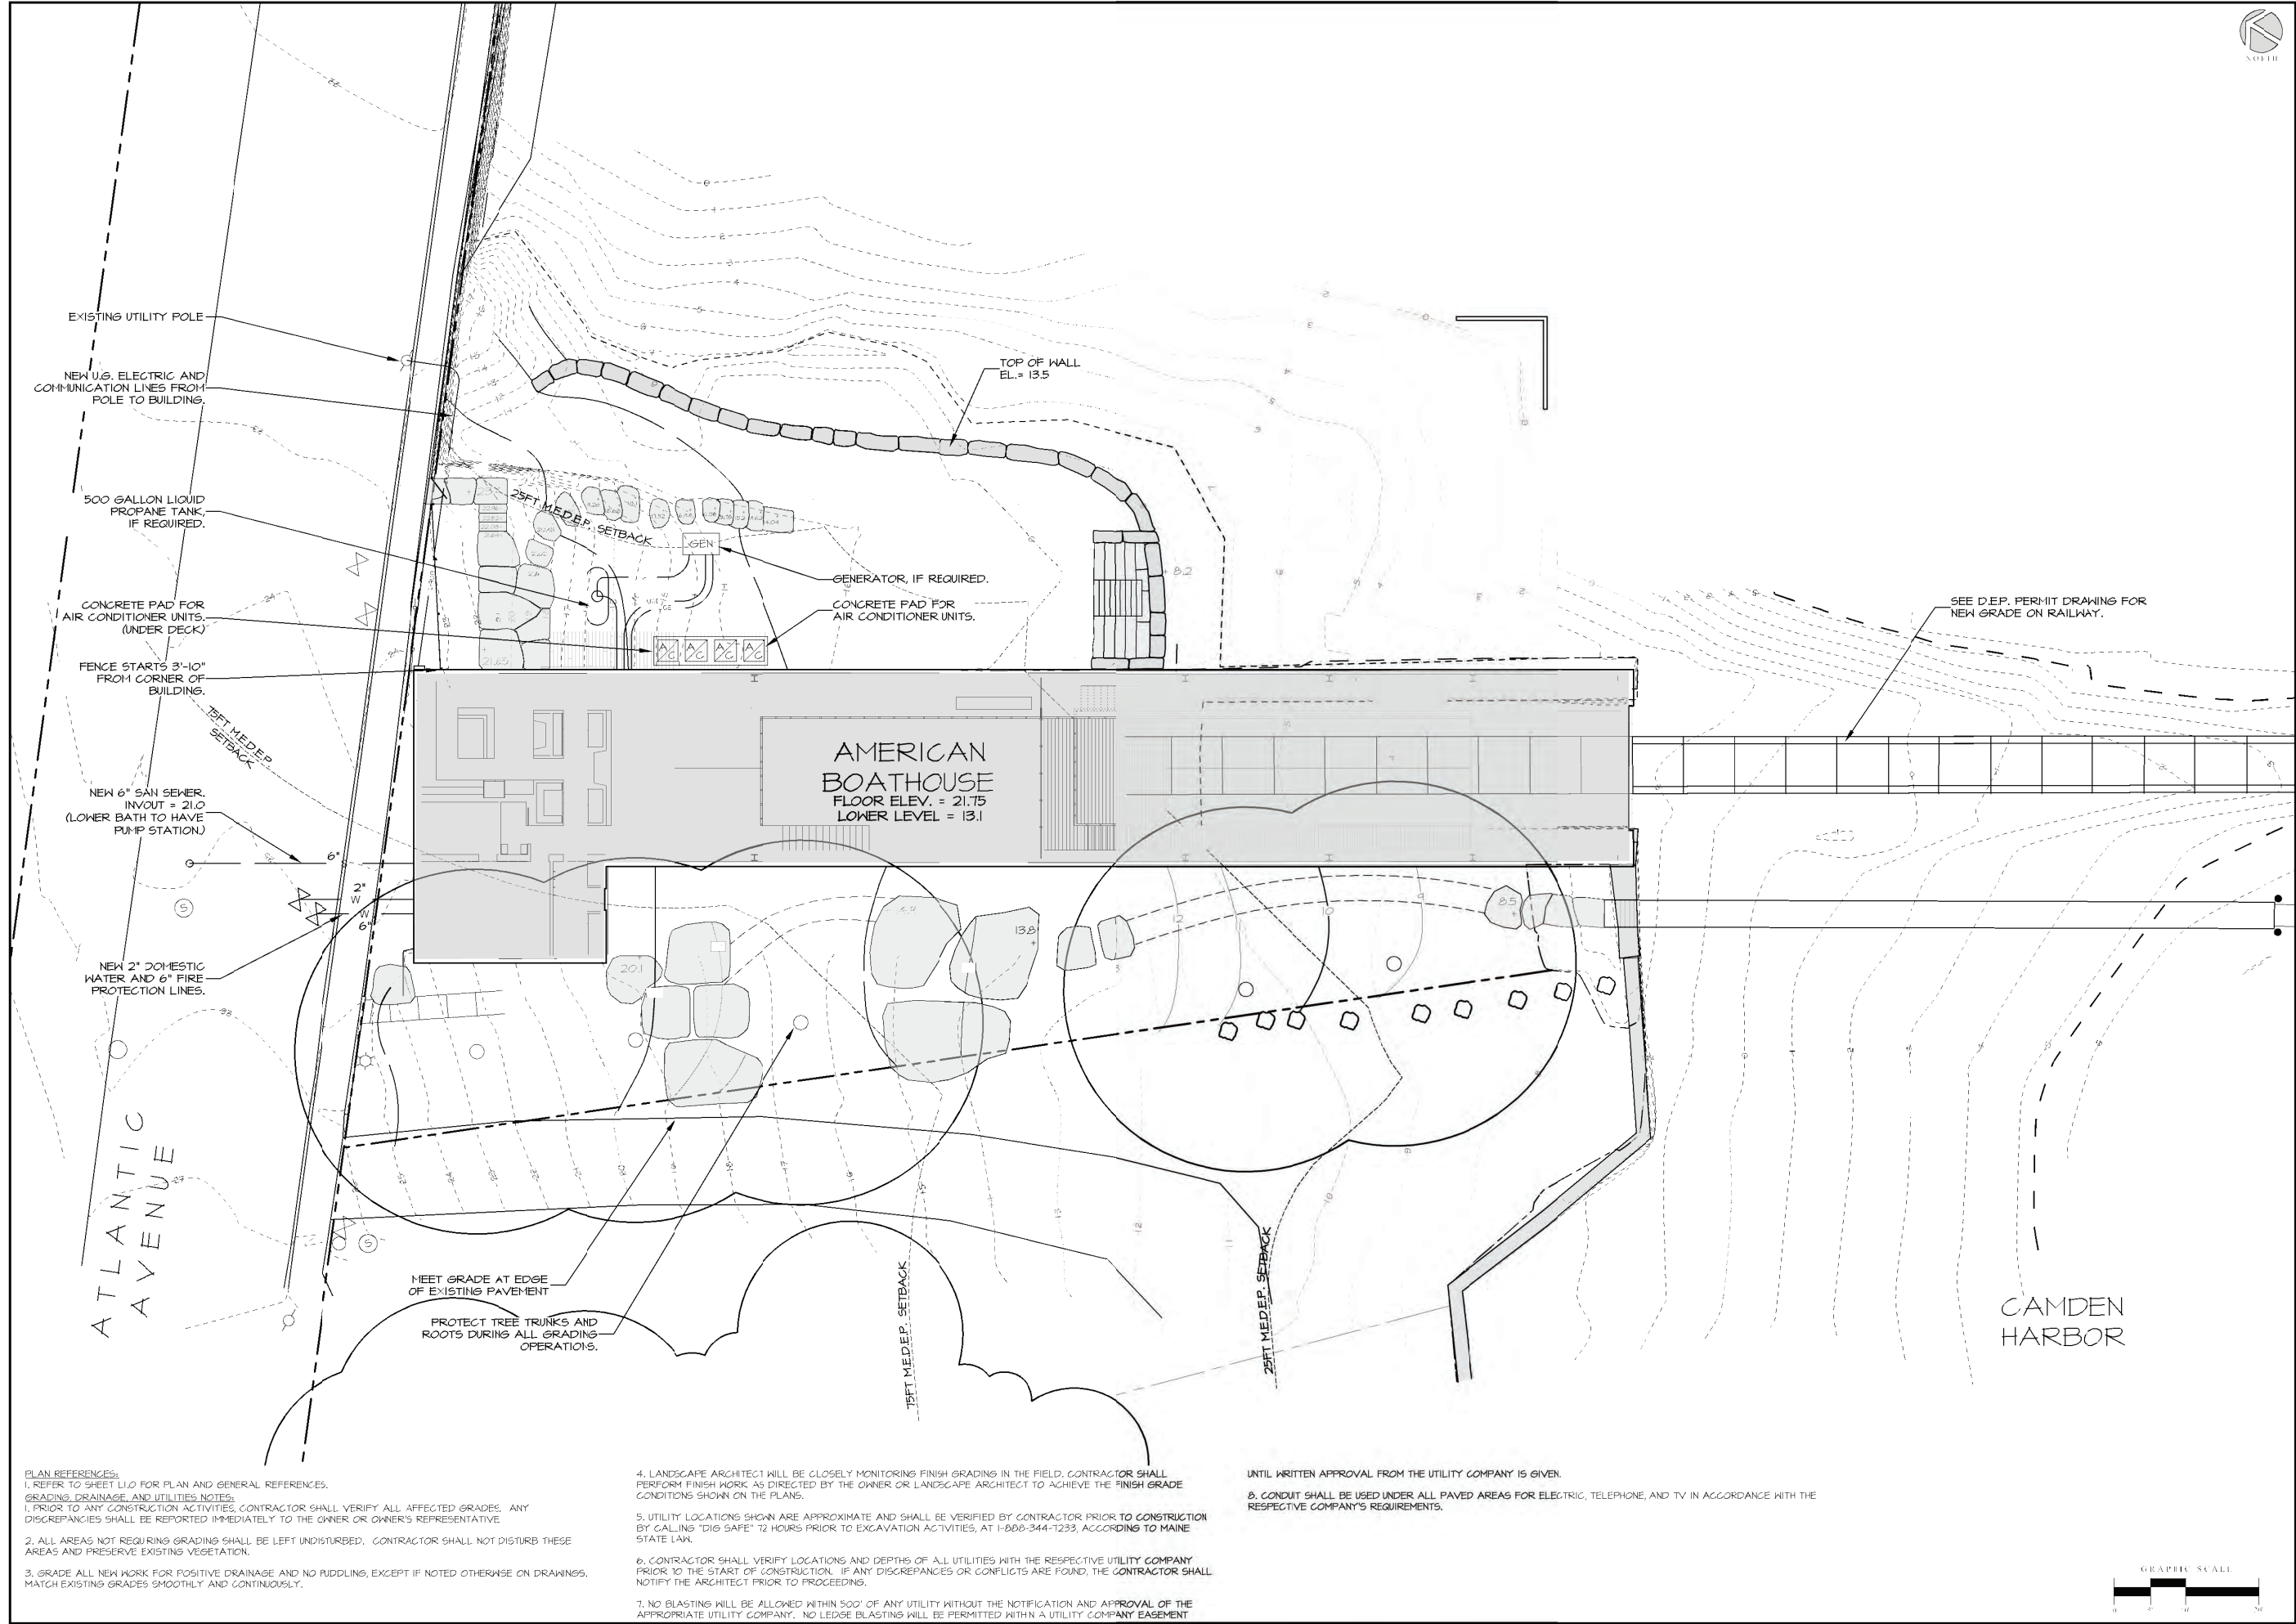 NORTH
EXISTING UTILITY POLE
NEW U.G. ELECTRIC AND
COMMUNICATION LINES FROM
POLE TO BUILDING.
TOP OF WALL
EL.= 13.5
500 GALLON LIQUID
PROPANE TANK,
IF REQUIRED.
25FT M.E.D.E.P. SETBACK
GEN
GENERATOR, IF REQUIRED.
CONCRETE PAD FOR
AIR CONDITIONER UNITS.
CONCRETE PAD FOR
AIR CONDITIONER UNITS.
(UNDER DECK)
A/C
A/C
A/C
A/C
8.2
21.65
SEE D.E.P. PERMIT DRAWING FOR
NEW GRADE ON RAILWAY.
FENCE STARTS 3'-10"
FROM CORNER OF
BUILDING.
75FT M.E.D.E.P.
SETBACK
AMERICAN
BOATHOUSE
FLOOR ELEV. = 21.75
LOWER LEVEL = 13.1
NEW 6" SAN SEWER.
INVOUT = 21.0
(LOWER BATH TO HAVE
PUMP STATION.)
6"
S
2"
W
W
6"
S
NEW 2" DOMESTIC
WATER AND 6" FIRE
PROTECTION LINES.
20.1
13.8
12
10
9
8.5
ATLANTIC
AVENUE
S
MEET GRADE AT EDGE
OF EXISTING PAVEMENT
PROTECT TREE TRUNKS AND
ROOTS DURING ALL GRADING
OPERATIONS.
75FT M.E.D.E.P. SETBACK
25FT M.E.D.E.P. SETBACK
CAMDEN
HARBOR
PLAN REFERENCES:
1. REFER TO SHEET L1.0 FOR PLAN AND GENERAL REFERENCES.
GRADING, DRAINAGE, AND UTILITIES NOTES:
1. PRIOR TO ANY CONSTRUCTION ACTIVITIES, CONTRACTOR SHALL VERIFY ALL AFFECTED GRADES. ANY
DISCREPANCIES SHALL BE REPORTED IMMEDIATELY TO THE OWNER OR OWNER'S REPRESENTATIVE
2. ALL AREAS NOT REQUIRING GRADING SHALL BE LEFT UNDISTURBED. CONTRACTOR SHALL NOT DISTURB THESE
AREAS AND PRESERVE EXISTING VEGETATION.
3. GRADE ALL NEW WORK FOR POSITIVE DRAINAGE AND NO PUDDLING, EXCEPT IF NOTED OTHERWISE ON DRAWINGS.
MATCH EXISTING GRADES SMOOTHLY AND CONTINUOUSLY.
4. LANDSCAPE ARCHITECT WILL BE CLOSELY MONITORING FINISH GRADING IN THE FIELD. CONTRACTOR SHALL
PERFORM FINISH WORK AS DIRECTED BY THE OWNER OR LANDSCAPE ARCHITECT TO ACHIEVE THE FINISH GRADE
CONDITIONS SHOWN ON THE PLANS.
5. UTILITY LOCATIONS SHOWN ARE APPROXIMATE AND SHALL BE VERIFIED BY CONTRACTOR PRIOR TO CONSTRUCTION
BY CALLING "DIG SAFE" 72 HOURS PRIOR TO EXCAVATION ACTIVITIES, AT 1-888-344-7233, ACCORDING TO MAINE
STATE LAW.
6. CONTRACTOR SHALL VERIFY LOCATIONS AND DEPTHS OF ALL UTILITIES WITH THE RESPECTIVE UTILITY COMPANY
PRIOR TO THE START OF CONSTRUCTION. IF ANY DISCREPANCIES OR CONFLICTS ARE FOUND, THE CONTRACTOR SHALL
NOTIFY THE ARCHITECT PRIOR TO PROCEEDING.
7. NO BLASTING WILL BE ALLOWED WITHIN 500' OF ANY UTILITY WITHOUT THE NOTIFICATION AND APPROVAL OF THE
APPROPRIATE UTILITY COMPANY. NO LEDGE BLASTING WILL BE PERMITTED WITHIN A UTILITY COMPANY EASEMENT
UNTIL WRITTEN APPROVAL FROM THE UTILITY COMPANY IS GIVEN.
8. CONDUIT SHALL BE USED UNDER ALL PAVED AREAS FOR ELECTRIC, TELEPHONE, AND TV IN ACCORDANCE WITH THE
RESPECTIVE COMPANY'S REQUIREMENTS.
GRAPHIC SCALE